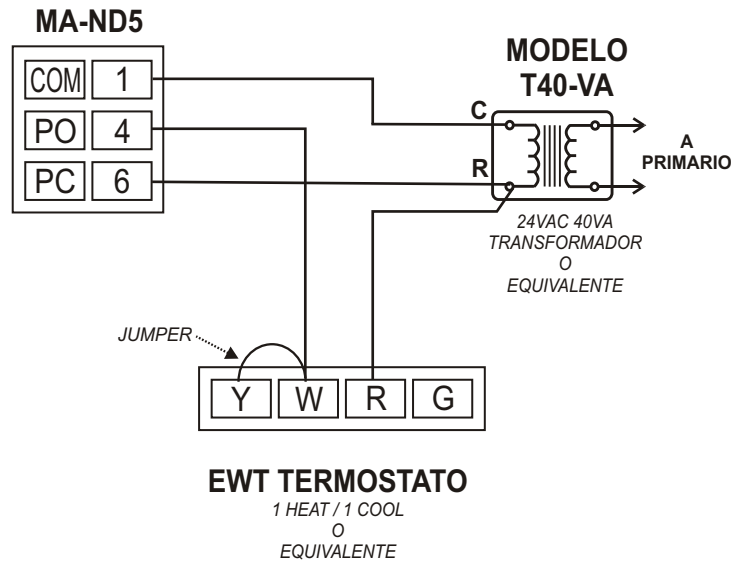 MA-ND5
COM 1
PO 4
PC 6
MODELO
T40-VA
C
R
A
PRIMARIO
24VAC 40VA
TRANSFORMADOR
O
EQUIVALENTE
JUMPER
Y W R G
EWT TERMOSTATO
1 HEAT / 1 COOL
O
EQUIVALENTE